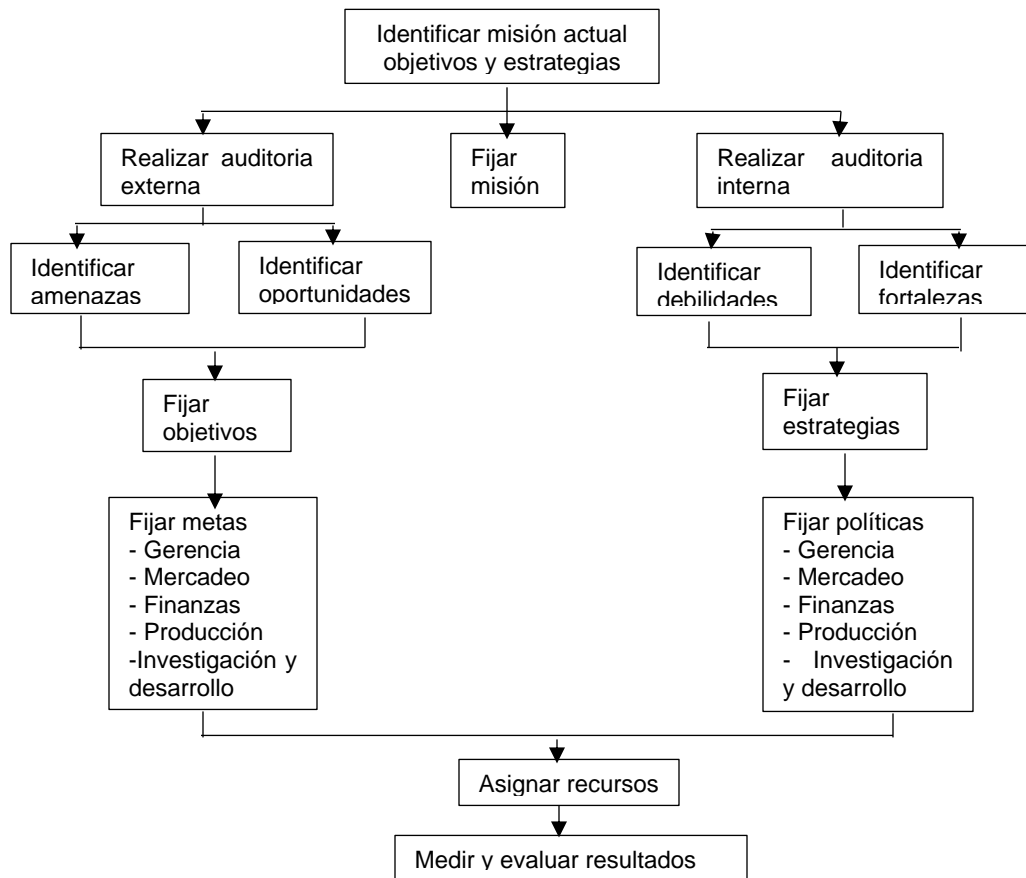 Identificar misión actual
objetivos y estrategias
Realizar auditoria
externa
Fijar
misión
Realizar auditoria
interna
Identificar
amenazas
Identificar
oportunidades
Identificar
debilidades
Identificar
fortalezas
Fijar
objetivos
Fijar
estrategias
Fijar metas
- Gerencia
- Mercadeo
- Finanzas
- Producción
-Investigación y
desarrollo
Fijar políticas
- Gerencia
- Mercadeo
- Finanzas
- Producción
- Investigación
y desarrollo
Asignar recursos
Medir y evaluar resultados